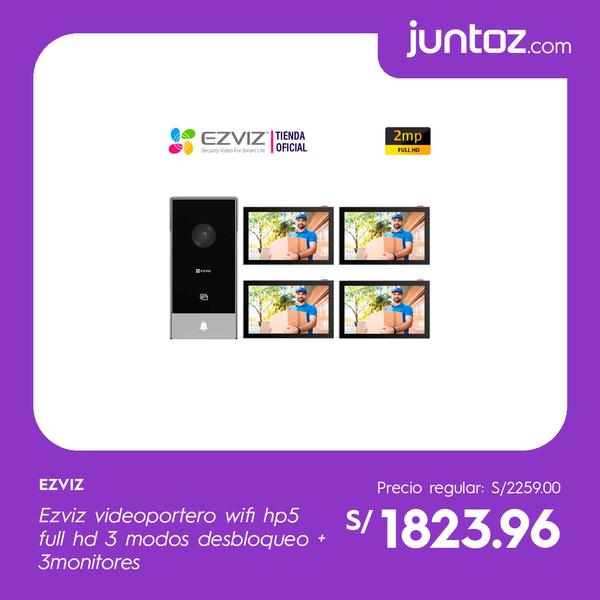 juntoz.com
EZVIZ™ TIENDA
Security Video For Smart Life OFICIAL
2mp
FULL HD
EZVIZ
EZVIZ
Precio regular: S/2259.00
Ezviz videoportero wifi hp5
full hd 3 modos desbloqueo +
3monitores
S/ 1823.96